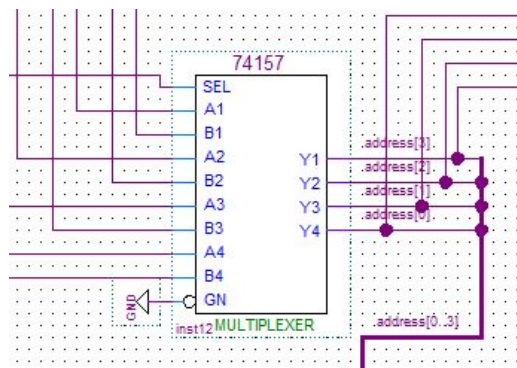 74157
SEL
A1
B1
A2
B2
A3
B3
A4
B4
GN
Y1
Y2
Y3
Y4
.address[3]
.address[2]
.address[1]
.address[0]
GND
inst12
MULTIPLEXER
.address[0..3]